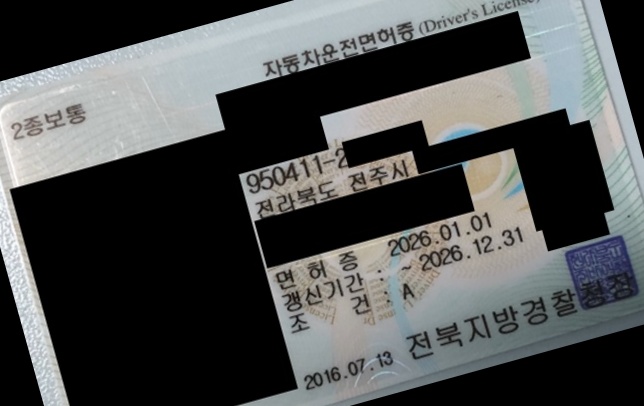 자동차운전면허증 (Driver's License)
2종보통
950411-2
전라북도 전주시
면 허 증 2026.01.01
갱신기간 : ~ 2026.12.31
조 건 : A
2016.07.13 전북지방경찰청장